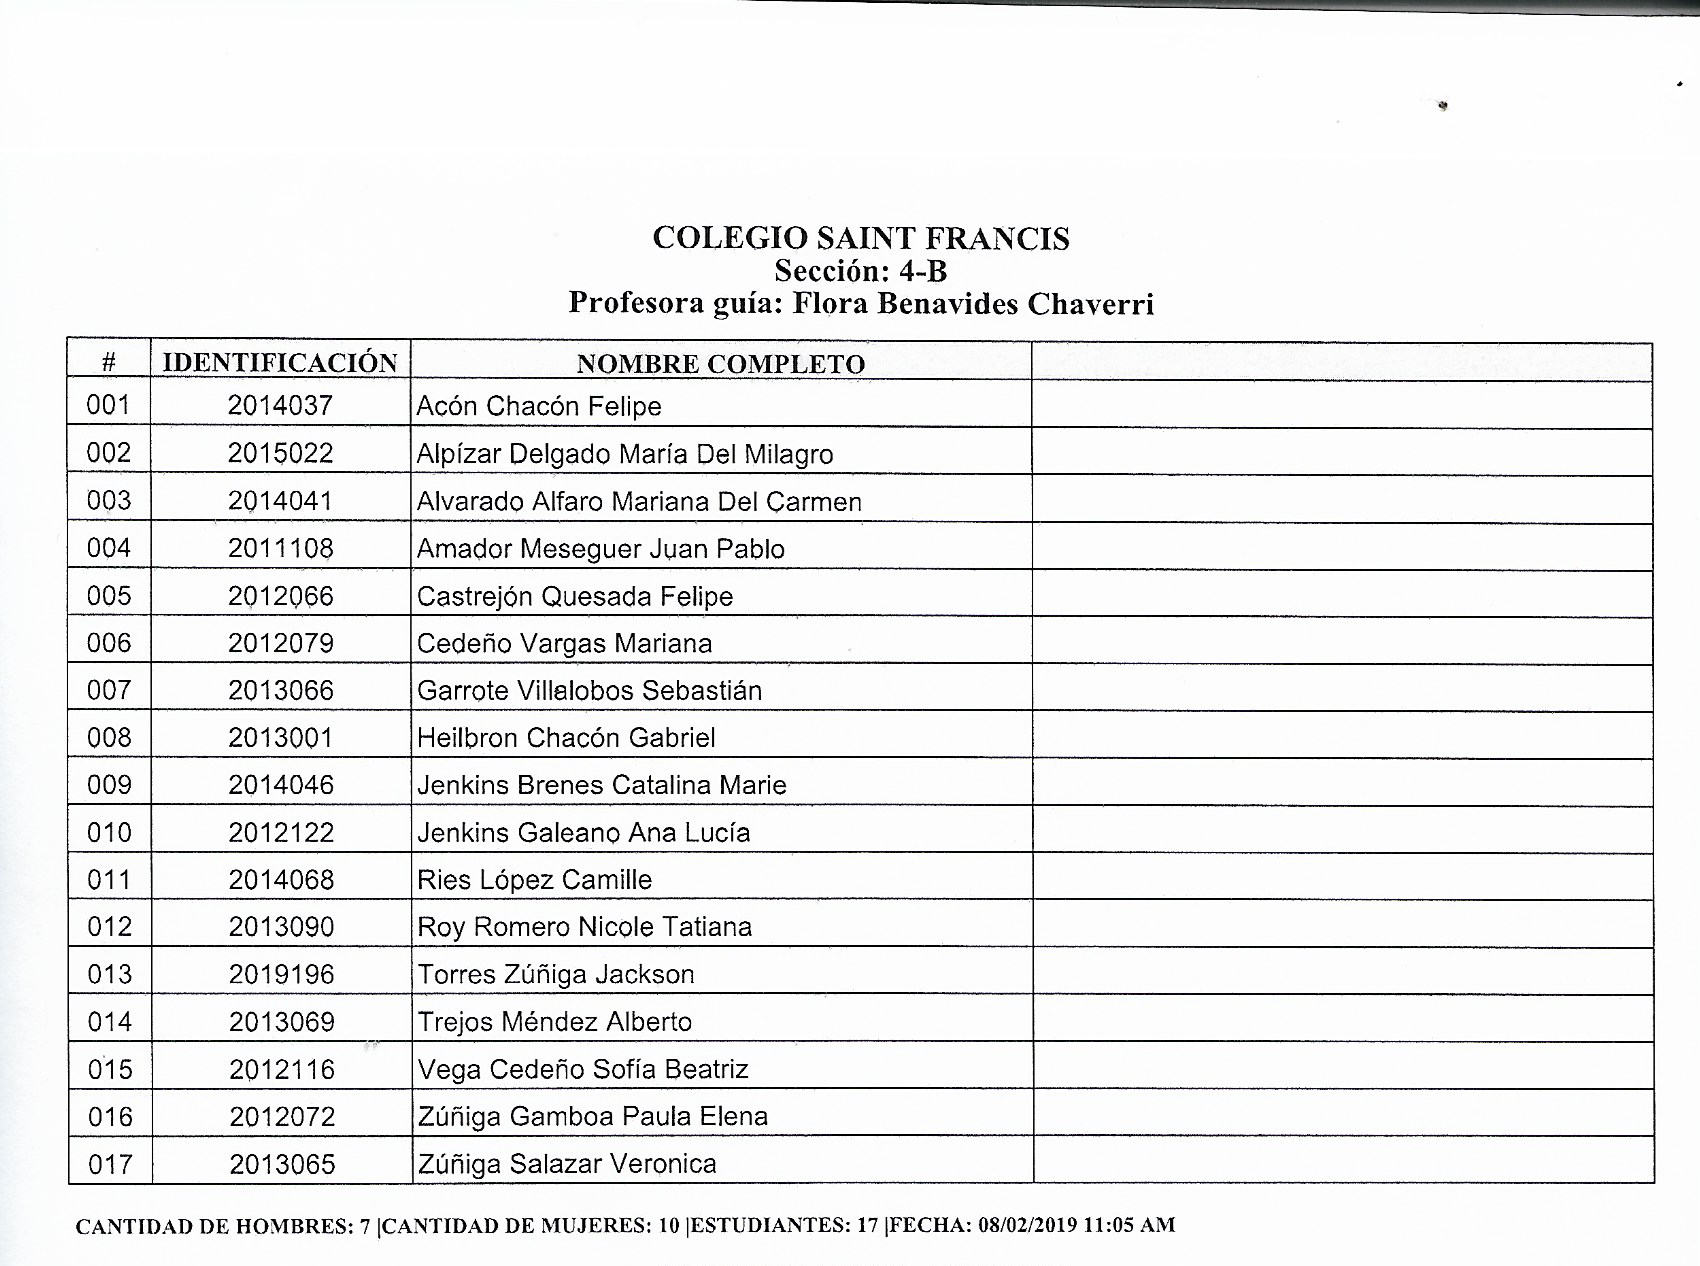 COLEGIO SAINT FRANCIS
Sección: 4-B
Profesora guía: Flora Benavides Chaverri
# IDENTIFICACIÓN NOMBRE COMPLETO
001 2014037 Acón Chacón Felipe
002 2015022 Alpízar Delgado María Del Milagro
003 2014041 Alvarado Alfaro Mariana Del Carmen
004 2011108 Amador Meseguer Juan Pablo
005 2012066 Castrejón Quesada Felipe
006 2012079 Cedeño Vargas Mariana
007 2013066 Garrote Villalobos Sebastián
008 2013001 Heilbron Chacón Gabriel
009 2014046 Jenkins Brenes Catalina Marie
010 2012122 Jenkins Galeano Ana Lucía
011 2014068 Ries López Camille
012 2013090 Roy Romero Nicole Tatiana
013 2019196 Torres Zúñiga Jackson
014 2013069 Trejos Méndez Alberto
015 2012116 Vega Cedeño Sofía Beatriz
016 2012072 Zúñiga Gamboa Paula Elena
017 2013065 Zúñiga Salazar Veronica
CANTIDAD DE HOMBRES: 7 |CANTIDAD DE MUJERES: 10 |ESTUDIANTES: 17 |FECHA: 08/02/2019 11:05 AM